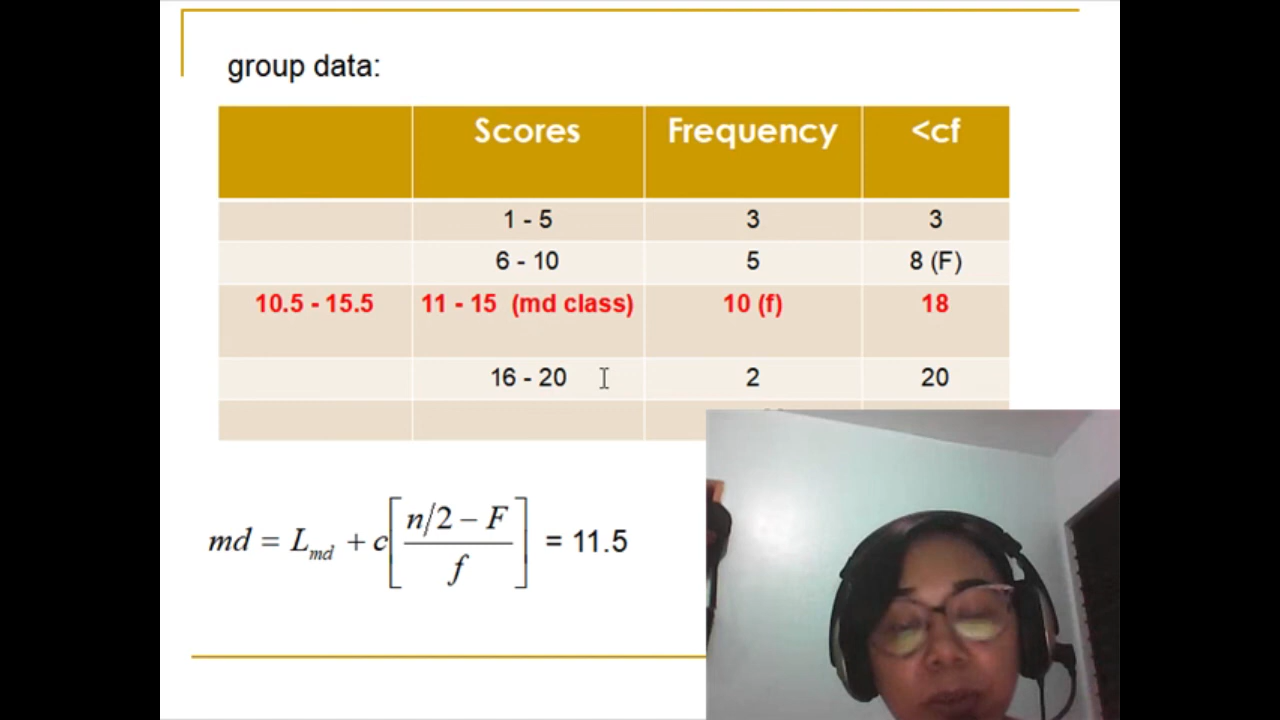 group data:
Scores Frequency <cf
1 - 5 3 3
6 - 10 5 8 (F)
10.5 - 15.5 11 - 15 (md class) 10 (f) 18
16 - 20 2 20
md = L_md + c[(n/2 − F)/f] = 11.5